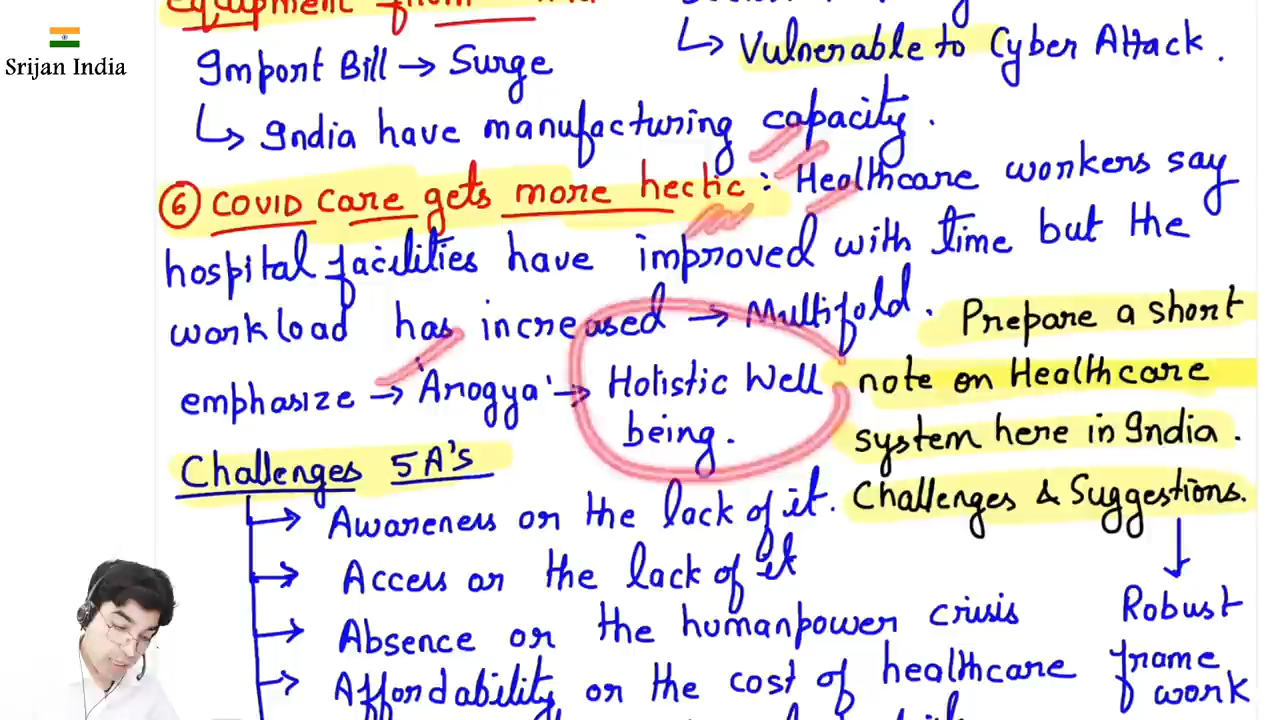 equipment from
Srijan India
Import Bill → Surge
↳ Vulnerable to Cyber Attack.
↳ India have manufacturing capacity.
⑥ COVID Care gets more hectic : Healthcare workers say
hospital facilities have improved with time but the
workload has increased → Multifold.
emphasize → 'Arogya' → Holistic Well
being.
Prepare a short
note on Healthcare
system here in India.
Challenges & Suggestions.
Robust
frame
work
Challenges 5A's
→ Awareness or the lack of it.
→ Access or the lack of it
→ Absence or the humanpower crisis
→ Affordability or the cost of healthcare